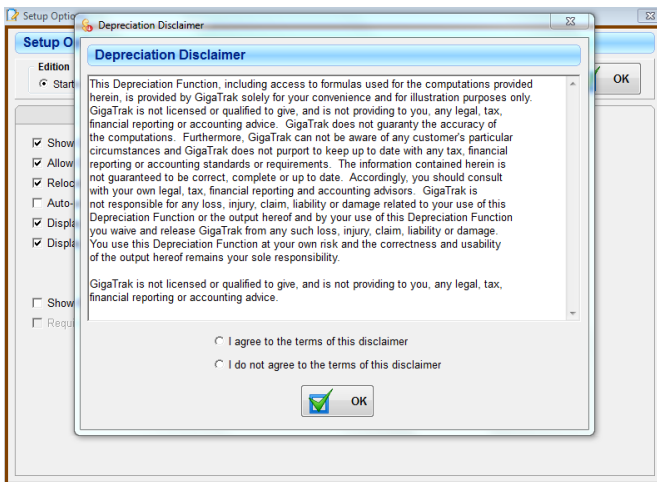 Setup Optio
Depreciation Disclaimer
Setup O
Depreciation Disclaimer
Edition
Start
OK
This Depreciation Function, including access to formulas used for the computations provided
herein, is provided by GigaTrak solely for your convenience and for illustration purposes only.
GigaTrak is not licensed or qualified to give, and is not providing to you, any legal, tax,
financial reporting or accounting advice. GigaTrak does not guaranty the accuracy of
the computations. Furthermore, GigaTrak can not be aware of any customer's particular
circumstances and GigaTrak does not purport to keep up to date with any tax, financial
reporting or accounting standards or requirements. The information contained herein is
not guaranteed to be correct, complete or up to date. Accordingly, you should consult
with your own legal, tax, financial reporting and accounting advisors. GigaTrak is
not responsible for any loss, injury, claim, liability or damage related to your use of this
Depreciation Function or the output hereof and by your use of this Depreciation Function
you waive and release GigaTrak from any such loss, injury, claim, liability or damage.
You use this Depreciation Function at your own risk and the correctness and usability
of the output hereof remains your sole responsibility.
GigaTrak is not licensed or qualified to give, and is not providing to you, any legal, tax,
financial reporting or accounting advice.
Show
Allow
Reloc
Auto-
Displa
Displa
Show
Requi
I agree to the terms of this disclaimer
I do not agree to the terms of this disclaimer
OK